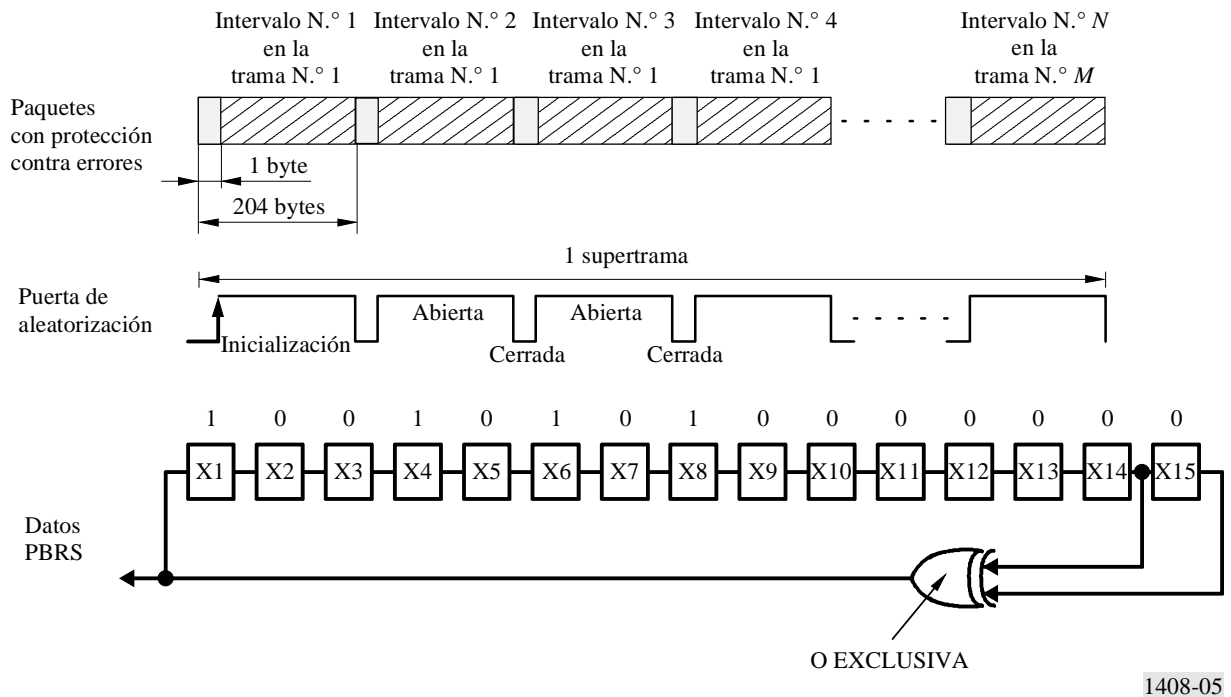 Intervalo N.° 1
en la
trama N.° 1
Intervalo N.° 2
en la
trama N.° 1
Intervalo N.° 3
en la
trama N.° 1
Intervalo N.° 4
en la
trama N.° 1
Intervalo N.° N
en la
trama N.° M
Paquetes
con protección
contra errores
1 byte
204 bytes
1 supertrama
Puerta de
aleatorización
Inicialización
Abierta
Cerrada
Abierta
Cerrada
1 0 0 1 0 1 0 1 0 0 0 0 0 0 0
X1 X2 X3 X4 X5 X6 X7 X8 X9 X10 X11 X12 X13 X14 X15
Datos
PBRS
O EXCLUSIVA
1408-05